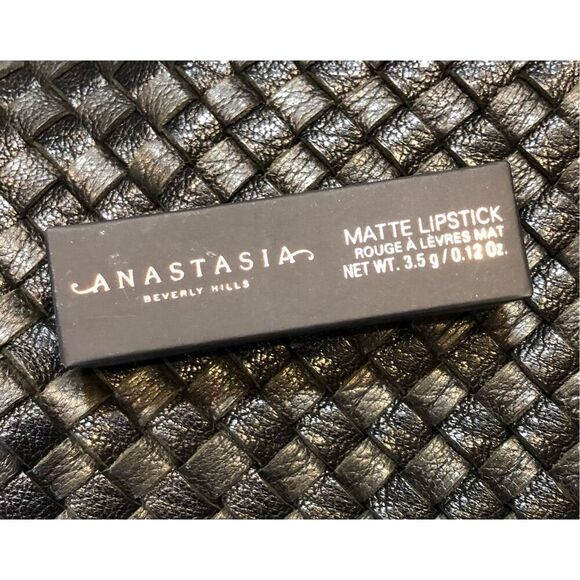 ANASTASIA
BEVERLY HILLS
MATTE LIPSTICK
ROUGE À LÈVRES MAT
NET WT. 3.5 g / 0.12 Oz.